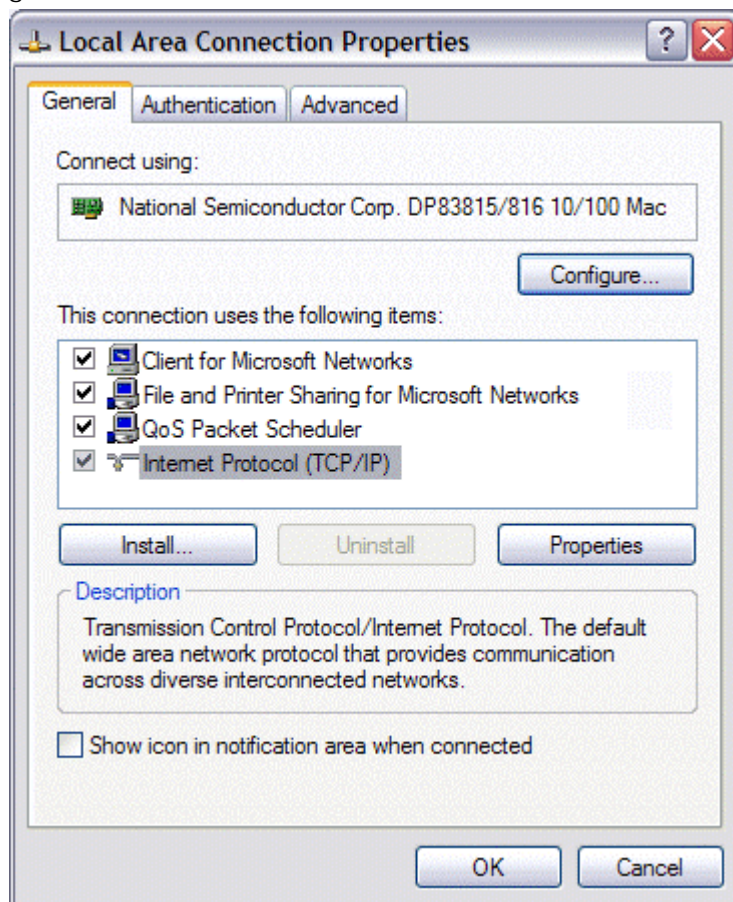 Local Area Connection Properties
General Authentication Advanced
Connect using:
National Semiconductor Corp. DP83815/816 10/100 Mac
Configure...
This connection uses the following items:
Client for Microsoft Networks
File and Printer Sharing for Microsoft Networks
QoS Packet Scheduler
Internet Protocol (TCP/IP)
Install... Uninstall Properties
Description
Transmission Control Protocol/Internet Protocol. The default
wide area network protocol that provides communication
across diverse interconnected networks.
Show icon in notification area when connected
OK Cancel